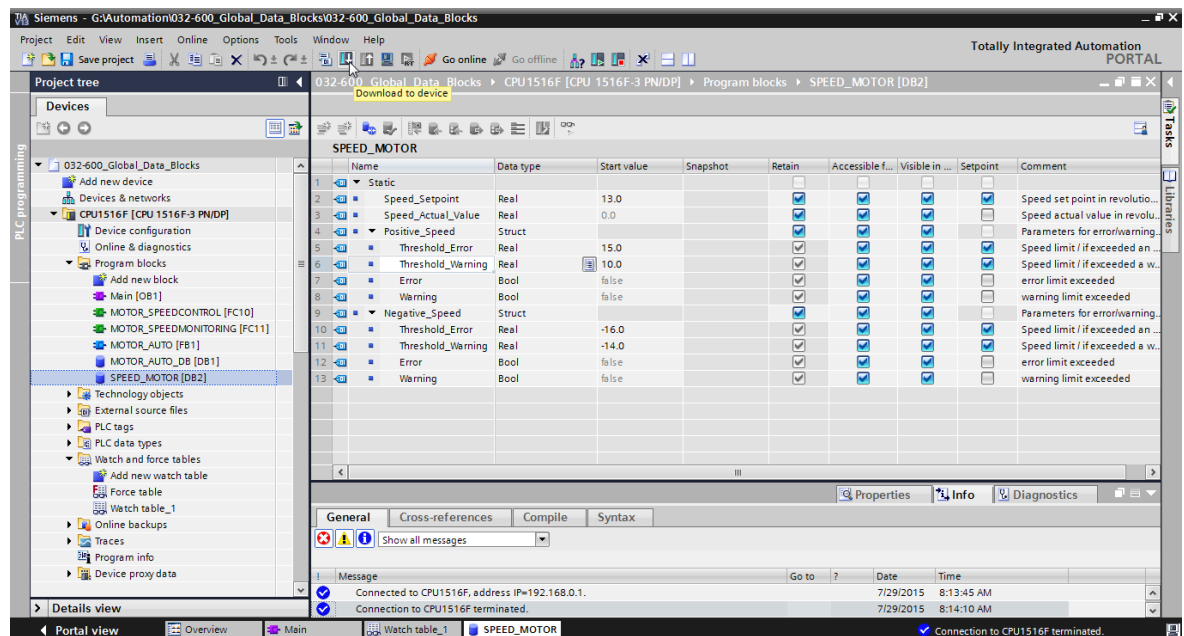 Siemens - G:\Automation\032-600_Global_Data_Blocks\032-600_Global_Data_Blocks
Project Edit View Insert Online Options Tools Window Help
Totally Integrated Automation
PORTAL
Save project Go online Go offline
Download to device
Project tree
032-600_Global_Data_Blocks CPU1516F [CPU 1516F-3 PN/DP] Program blocks SPEED_MOTOR [DB2]
Devices
PLC programming
032-600_Global_Data_Blocks
Add new device
Devices & networks
CPU1516F [CPU 1516F-3 PN/DP]
Device configuration
Online & diagnostics
Program blocks
Add new block
Main [OB1]
MOTOR_SPEEDCONTROL [FC10]
MOTOR_SPEEDMONITORING [FC11]
MOTOR_AUTO [FB1]
MOTOR_AUTO_DB [DB1]
SPEED_MOTOR [DB2]
Technology objects
External source files
PLC tags
PLC data types
Watch and force tables
Add new watch table
Force table
Watch table_1
Online backups
Traces
Program info
Device proxy data
Details view
SPEED_MOTOR
Name Data type Start value Snapshot Retain Accessible f... Visible in ... Setpoint Comment
1 Static
2 Speed_Setpoint Real 13.0 Speed set point in revolutio...
3 Speed_Actual_Value Real 0.0 Speed actual value in revolu..
4 Positive_Speed Struct Parameters for error/warning.
5 Threshold_Error Real 15.0 Speed limit / if exceeded an ...
6 Threshold_Warning Real 10.0 Speed limit / if exceeded a w..
7 Error Bool false error limit exceeded
8 Warning Bool false warning limit exceeded
9 Negative_Speed Struct Parameters for error/warning.
10 Threshold_Error Real -16.0 Speed limit / if exceeded an ...
11 Threshold_Warning Real -14.0 Speed limit / if exceeded a w..
12 Error Bool false error limit exceeded
13 Warning Bool false warning limit exceeded
Tasks
Libraries
Properties Info Diagnostics
General Cross-references Compile Syntax
Show all messages
! Message Go to ? Date Time
Connected to CPU1516F, address IP=192.168.0.1. 7/29/2015 8:13:45 AM
Connection to CPU1516F terminated. 7/29/2015 8:14:10 AM
Portal view Overview Main Watch table_1 SPEED_MOTOR Connection to CPU1516F terminated.